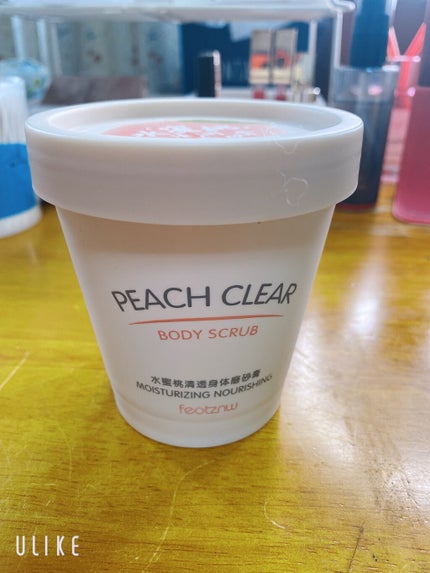 PEACH CLEAR
BODY SCRUB
水蜜桃清透身体磨砂膏
MOISTURIZING NOURISHING
feotznw
ULIKE